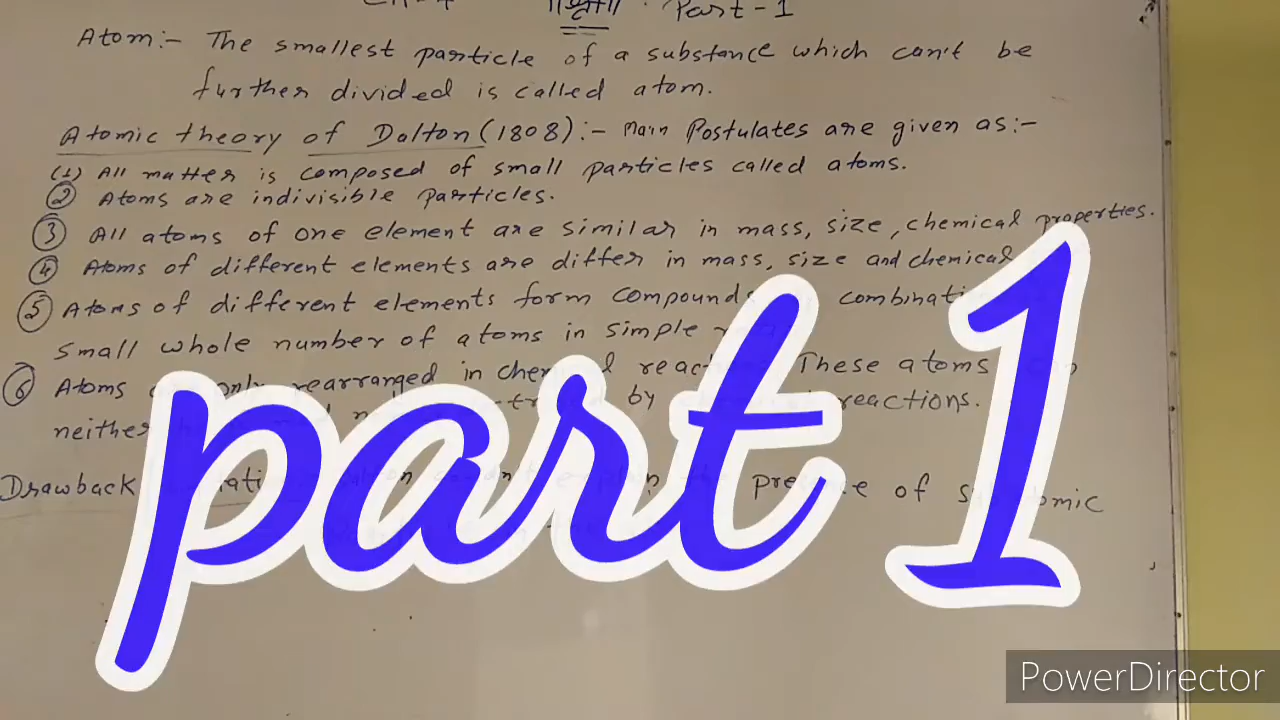 Part - 1
Atom:- The smallest particle of a substance which can't be
further divided is called atom.
Atomic theory of Dalton (1808):- Main Postulates are given as:-
(1) All matter is composed of small particles called atoms.
(2) Atoms are indivisible particles.
(3) All atoms of one element are similar in mass, size, chemical properties.
(4) Atoms of different elements are differ in mass, size and chemical
(5) Atoms of different elements form compounds combinati
small whole number of atoms in simple
(6) Atoms only rearranged in chemical reac These atoms
neither by reactions.
Drawback of sub atomic
part 1
PowerDirector